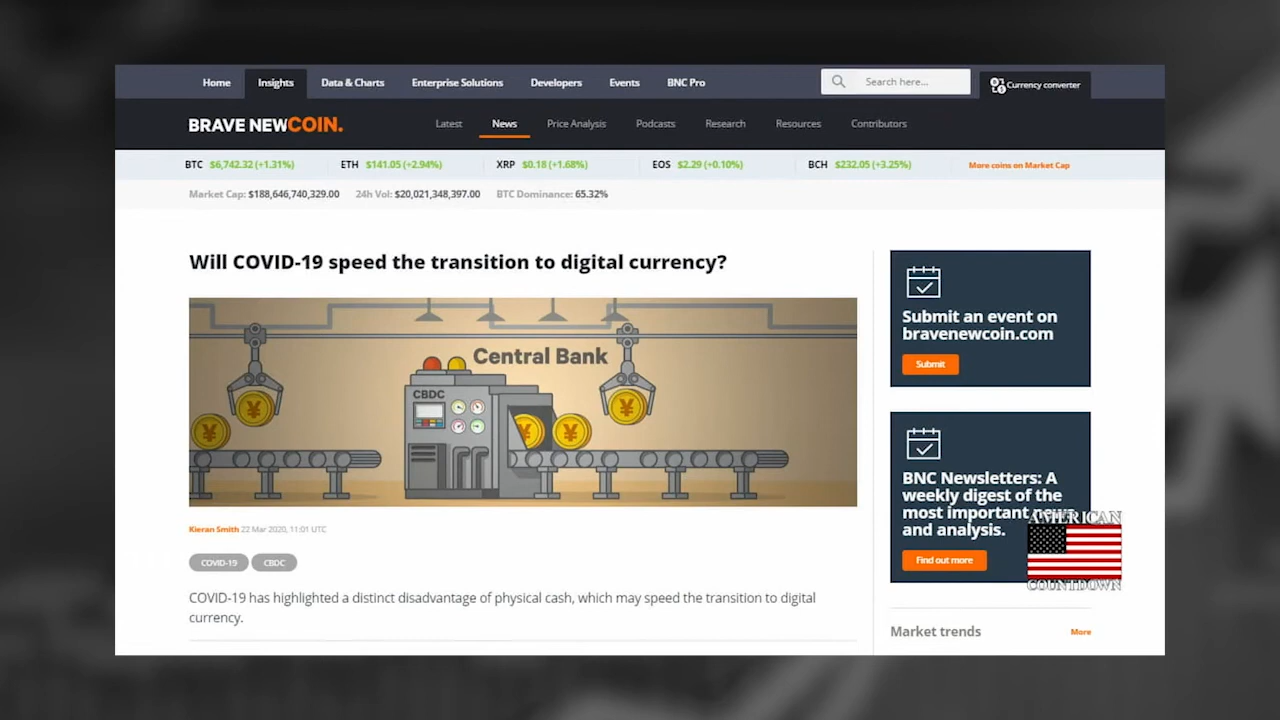 Home Insights Data & Charts Enterprise Solutions Developers Events BNC Pro Search here... Currency converter
BRAVE NEWCOIN. Latest News Price Analysis Podcasts Research Resources Contributors
BTC $6,742.32 (+1.31%) ETH $141.05 (+2.94%) XRP $0.18 (+1.68%) EOS $2.29 (+0.10%) BCH $232.05 (+3.25%) More coins on Market Cap
Market Cap: $188,646,740,329.00 24h Vol: $20,021,348,397.00 BTC Dominance: 65.32%
Will COVID-19 speed the transition to digital currency?
Central Bank
CBDC
¥
¥
¥
¥
¥
Kieran Smith 22 Mar 2020, 11:01 UTC
COVID-19 CBDC
COVID-19 has highlighted a distinct disadvantage of physical cash, which may speed the transition to digital
currency.
Submit an event on
bravenewcoin.com
Submit
BNC Newsletters: A
weekly digest of the
most important news
and analysis.
Find out more
AMERICAN
COUNTDOWN
Market trends More